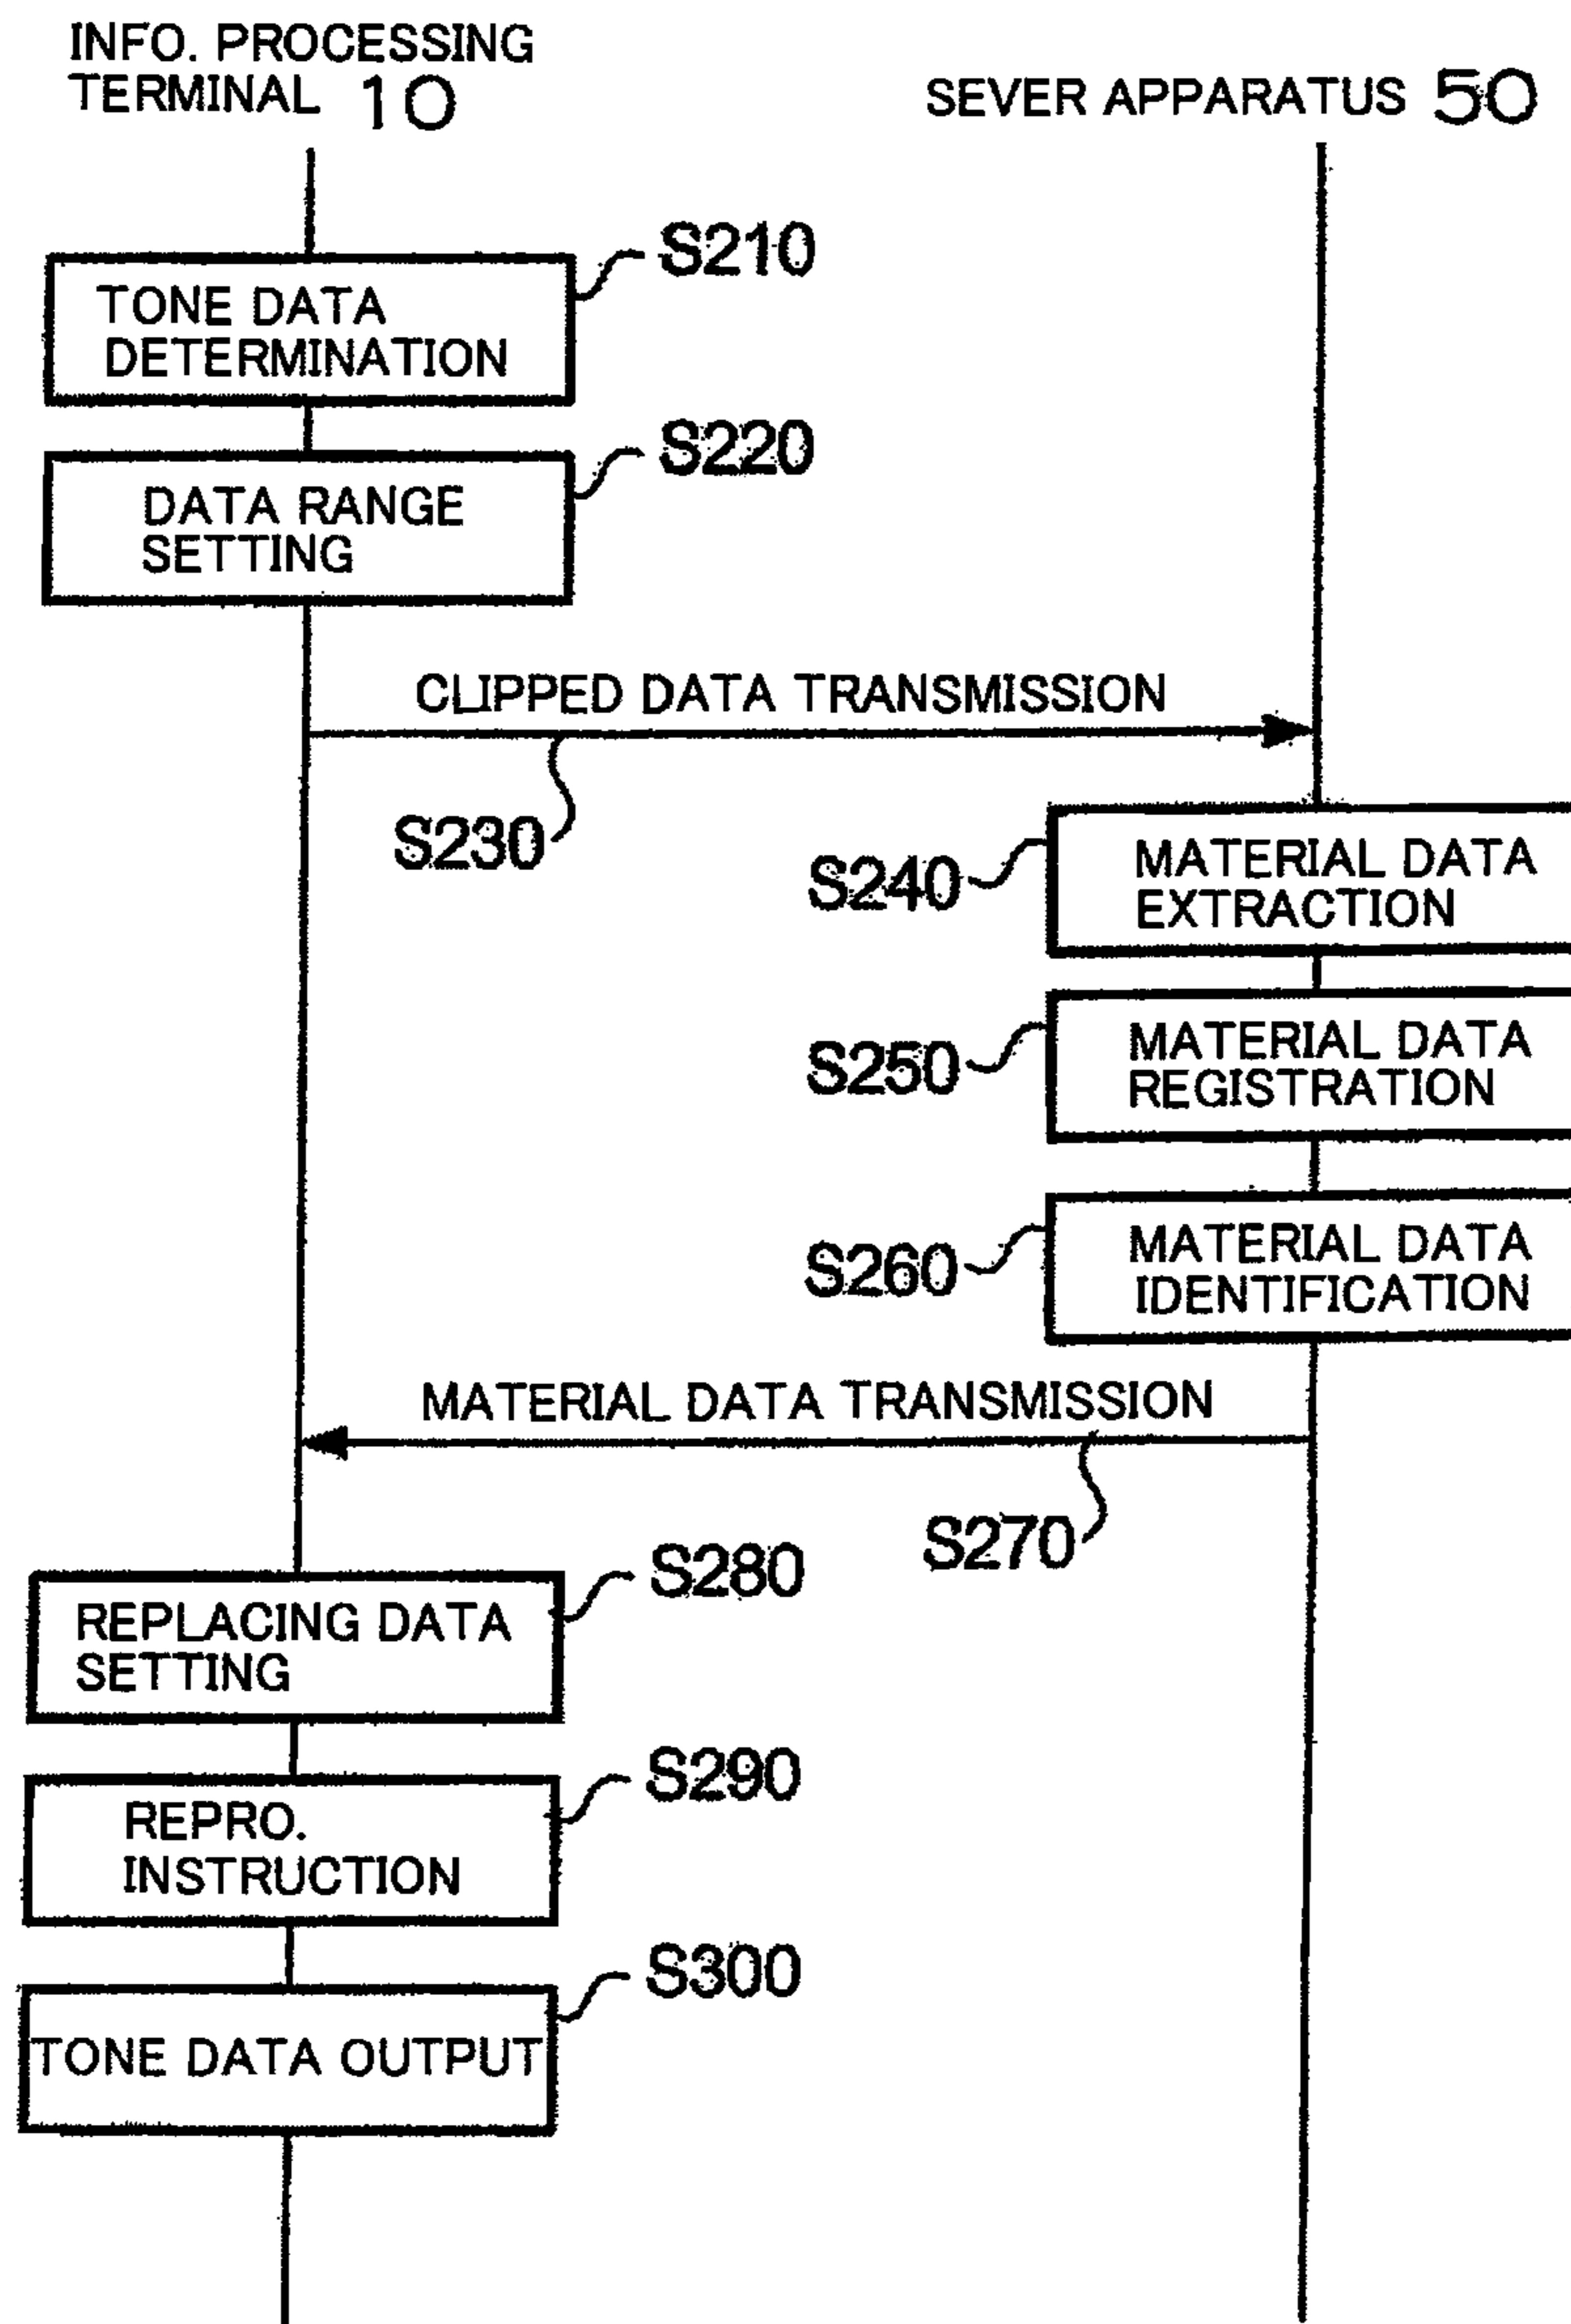 INFO. PROCESSING
TERMINAL 10
SEVER APPARATUS 50
S210
TONE DATA
DETERMINATION
S220
DATA RANGE
SETTING
CLIPPED DATA TRANSMISSION
S230
S240
MATERIAL DATA
EXTRACTION
S250
MATERIAL DATA
REGISTRATION
S260
MATERIAL DATA
IDENTIFICATION
MATERIAL DATA TRANSMISSION
S270
S280
REPLACING DATA
SETTING
S290
REPRO.
INSTRUCTION
S300
TONE DATA OUTPUT